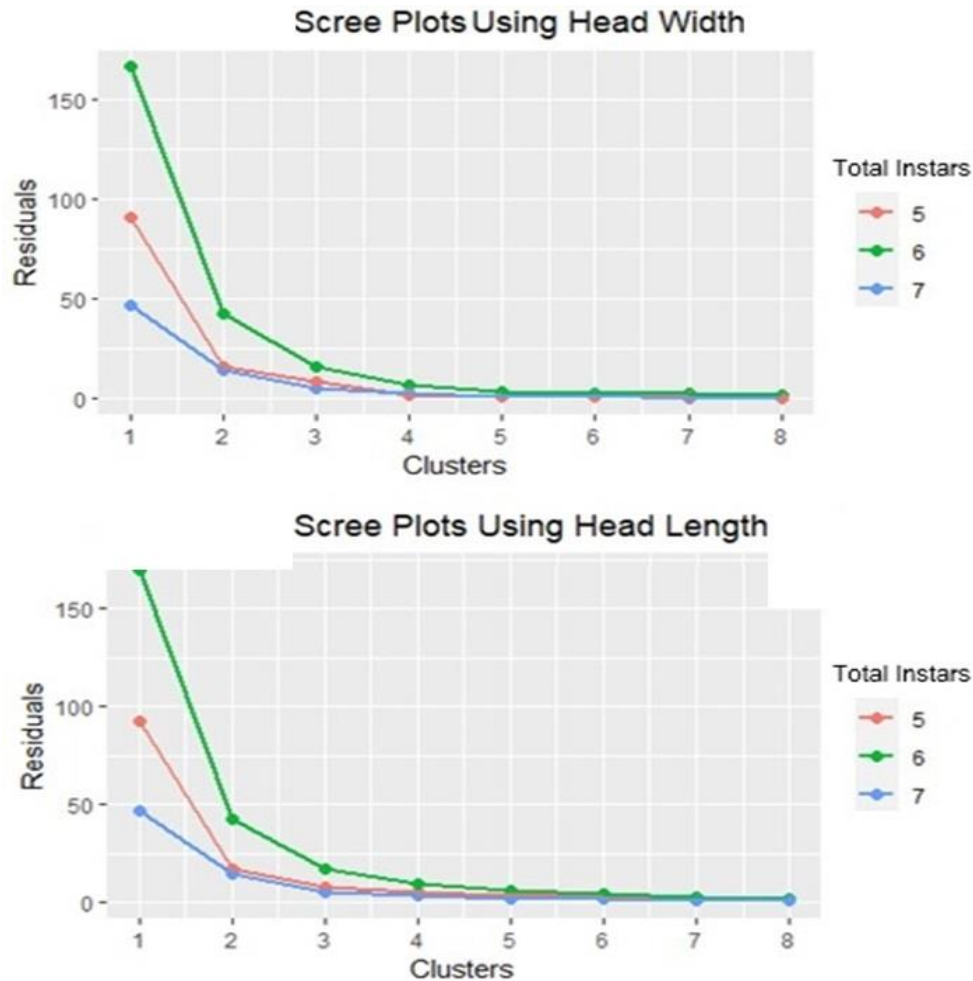 Scree Plots Using Head Width
150
100
50
0
Residuals
1 2 3 4 5 6 7 8
Clusters
Total Instars
5
6
7
Scree Plots Using Head Length
150
100
50
0
Residuals
1 2 3 4 5 6 7 8
Clusters
Total Instars
5
6
7